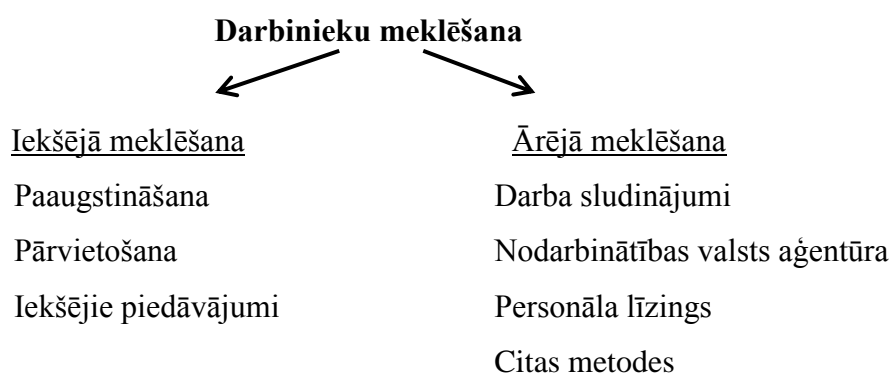 Darbinieku meklēšana
Iekšējā meklēšana
Paaugstināšana
Pārvietošana
Iekšējie piedāvājumi
Ārējā meklēšana
Darba sludinājumi
Nodarbinātības valsts aģentūra
Personāla līzings
Citas metodes